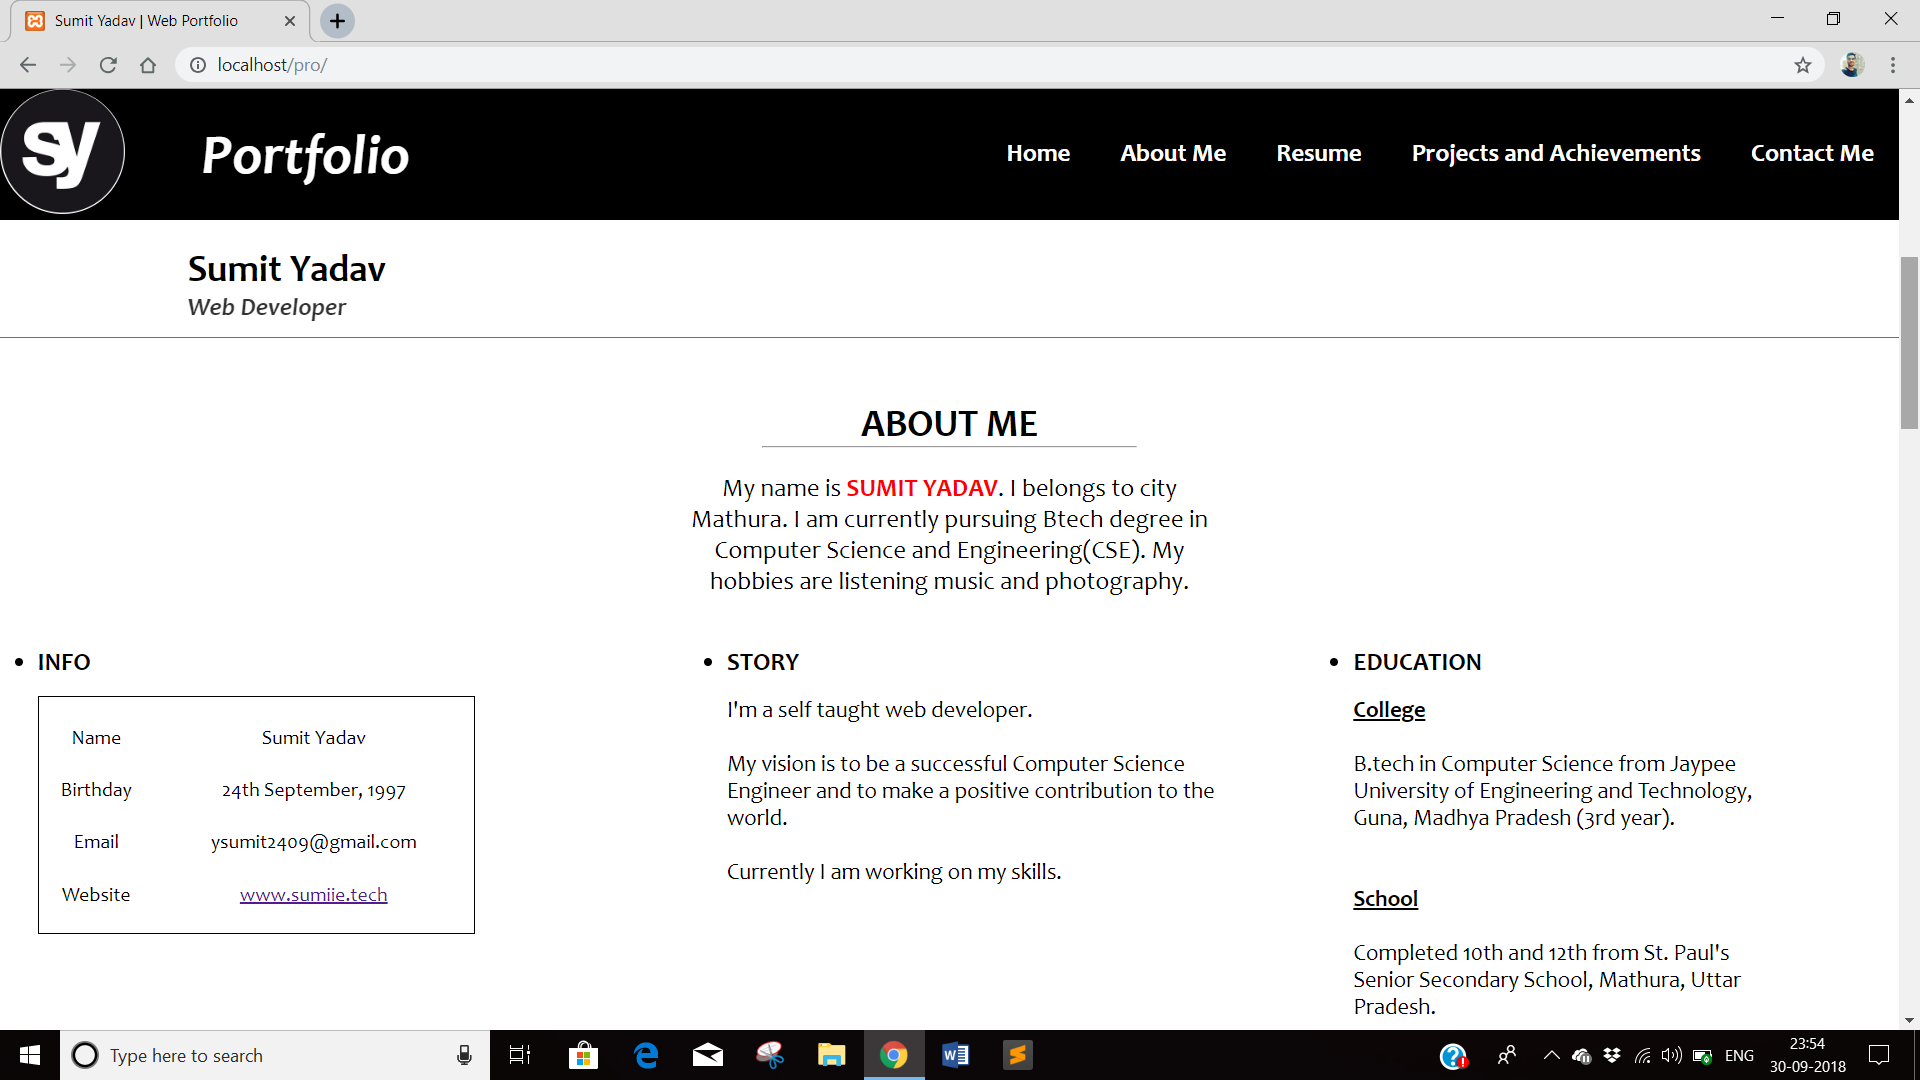 Sumit Yadav | Web Portfolio
localhost/pro/
sy
Portfolio
Home About Me Resume Projects and Achievements Contact Me
Sumit Yadav
Web Developer
ABOUT ME
My name is SUMIT YADAV. I belongs to city
Mathura. I am currently pursuing Btech degree in
Computer Science and Engineering(CSE). My
hobbies are listening music and photography.
INFO
Name Sumit Yadav
Birthday 24th September, 1997
Email ysumit2409@gmail.com
Website www.sumiie.tech
STORY
I'm a self taught web developer.
My vision is to be a successful Computer Science
Engineer and to make a positive contribution to the
world.
Currently I am working on my skills.
EDUCATION
College
B.tech in Computer Science from Jaypee
University of Engineering and Technology,
Guna, Madhya Pradesh (3rd year).
School
Completed 10th and 12th from St. Paul's
Senior Secondary School, Mathura, Uttar
Pradesh.
Type here to search
ENG
23:54
30-09-2018